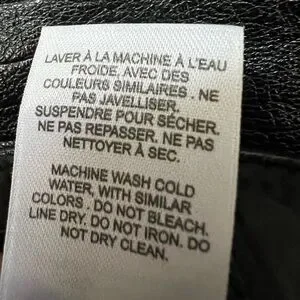 LAVER À LA MACHINE À L'EAU
FROIDE, AVEC DES
COULEURS SIMILAIRES . NE
PAS JAVELLISER.
SUSPENDRE POUR SÉCHER.
NE PAS REPASSER. NE PAS
NETTOYER À SEC.
MACHINE WASH COLD
WATER, WITH SIMILAR
COLORS . DO NOT BLEACH.
LINE DRY. DO NOT IRON. DO
NOT DRY CLEAN.